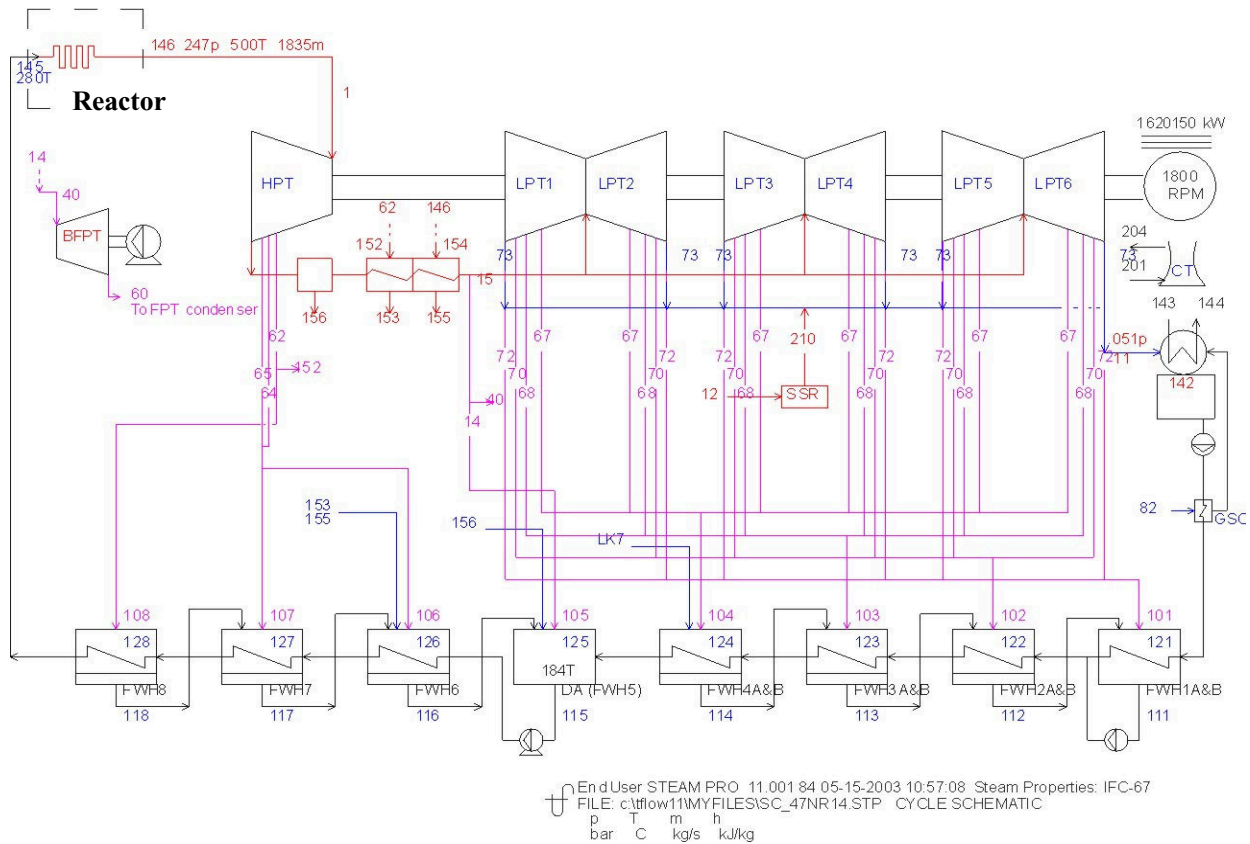 146 247p 500T 1835m
145
280T
Reactor
1
1620150 kW
14
40
HPT
LPT1
LPT2
LPT3
LPT4
LPT5
LPT6
1800
RPM
BFPT
62
146
152
154
73
73
73
73
73
73
204
201
CT
15
60
To FPT condenser
156
153
155
143
144
62
67
67
67
67
67
67
210
.051p
211
72
72
72
72
72
72
152
65
64
70
70
70
70
70
70
68
68
68
68
68
68
40
14
12
SSR
142
153
155
156
LK7
82
GSC
108
107
106
105
104
103
102
101
128
127
126
125
124
123
122
121
184T
FWH8
FWH7
FWH6
DA (FWH5)
FWH4A&B
FWH3A&B
FWH2A&B
FWH1A&B
118
117
116
115
114
113
112
111
End User STEAM PRO 11.001 84 05-15-2003 10:57:08 Steam Properties: IFC-67
FILE: c:\tflow11\MYFILES\SC_47NR14.STP CYCLE SCHEMATIC
p T m h
bar C kg/s kJ/kg